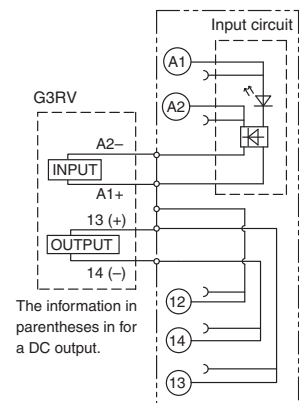 Input circuit
A1
G3RV
A2
A2–
INPUT
A1+
13 (+)
OUTPUT
14 (–)
12
The information in
parentheses in for
a DC output.
14
13